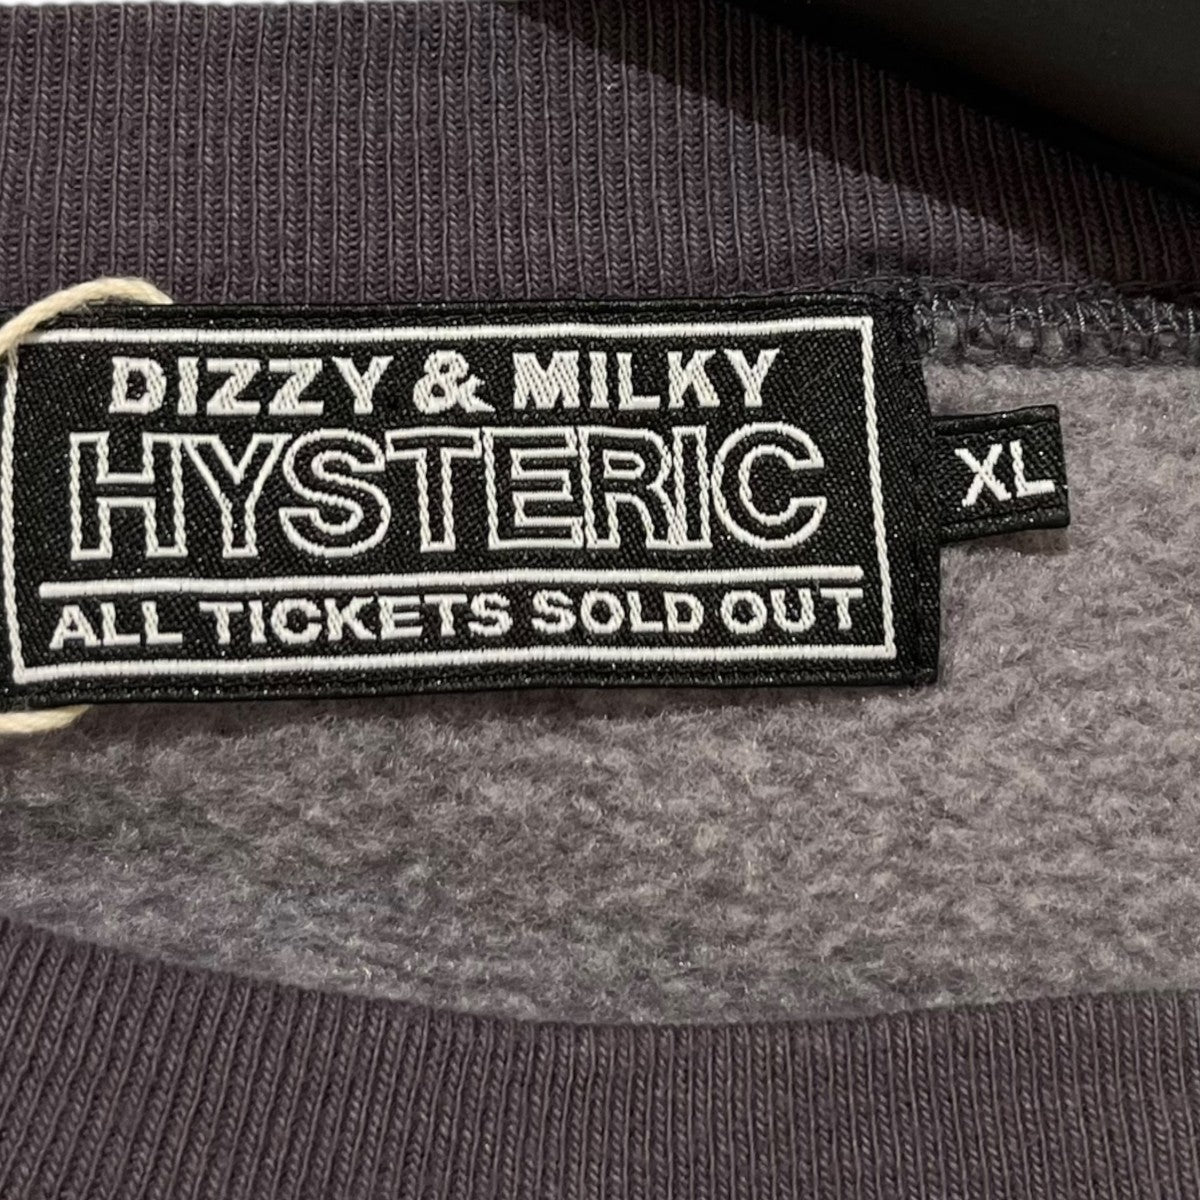 DIZZY & MILKY
HYSTERIC
ALL TICKETS SOLD OUT
XL